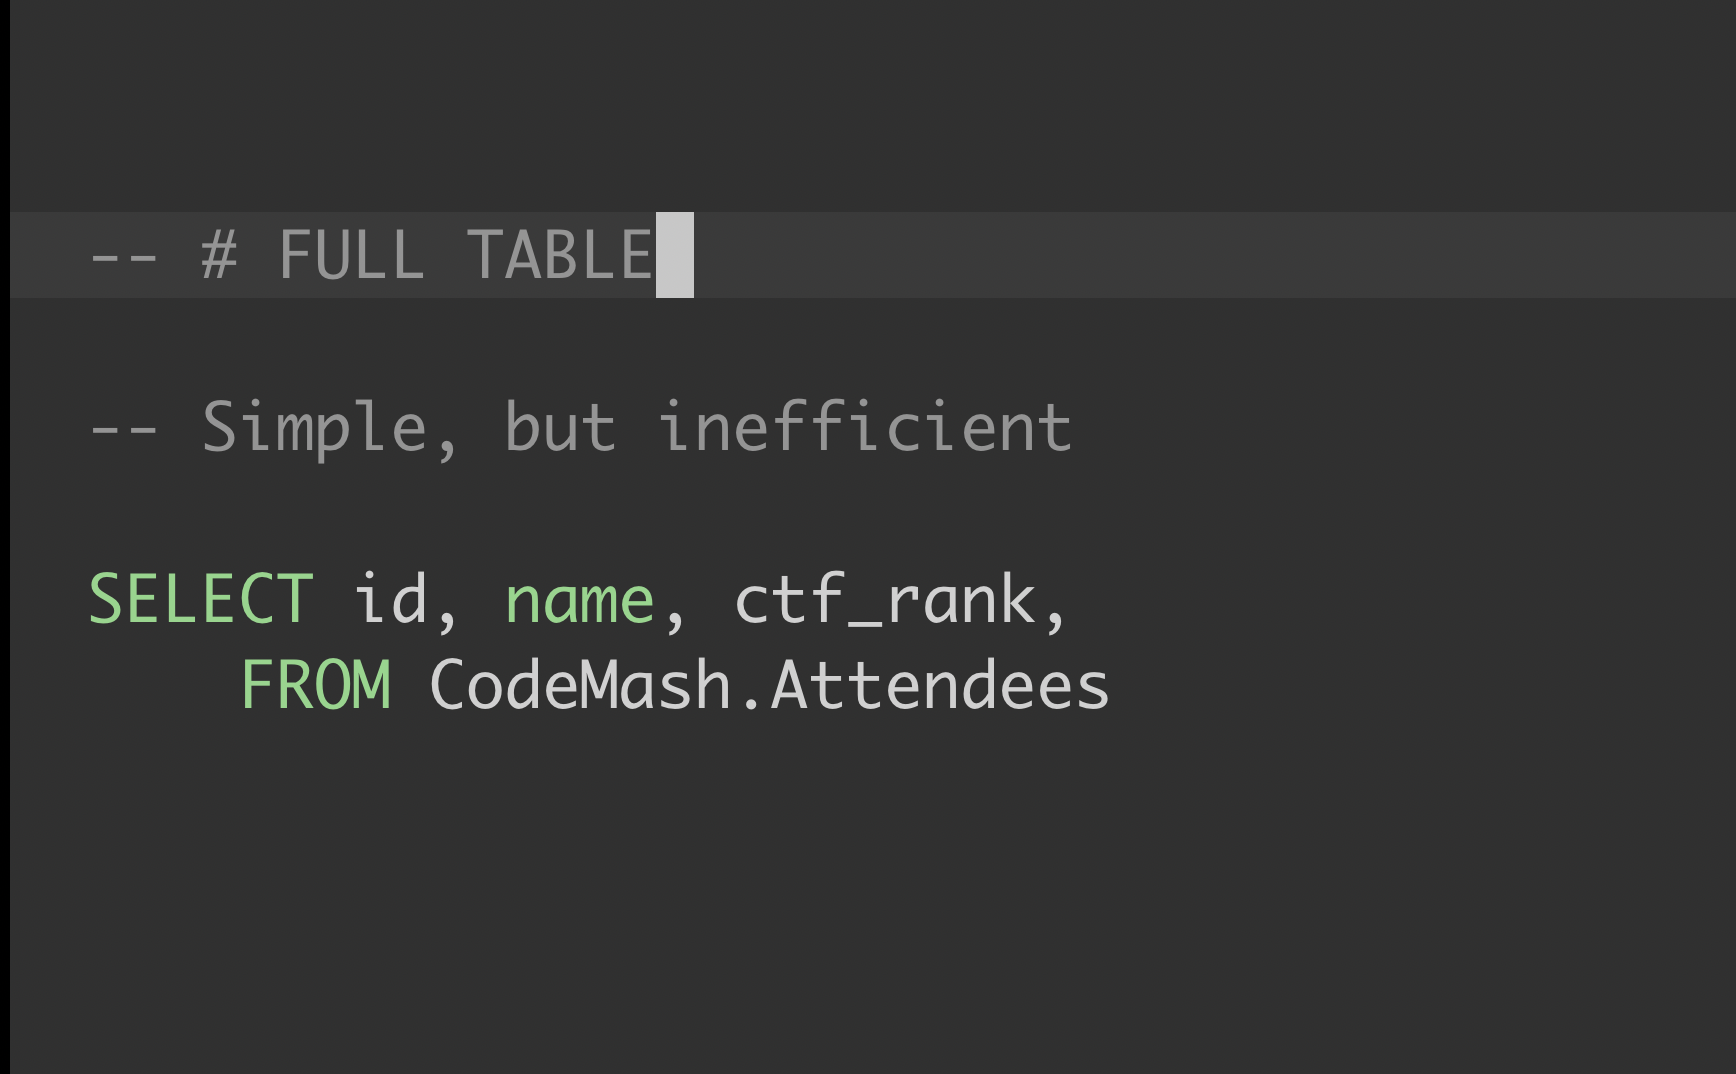 -- # FULL TABLE
-- Simple, but inefficient
SELECT id, name, ctf_rank,
    FROM CodeMash.Attendees